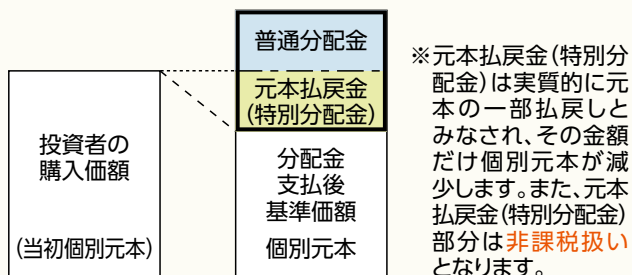 普通分配金
元本払戻金
(特別分配金)
投資者の
購入価額
(当初個別元本)
分配金
支払後
基準価額
個別元本
※元本払戻金(特別分
配金)は実質的に元
本の一部払戻しと
みなされ、その金額
だけ個別元本が減
少します。また、元本
払戻金(特別分配金)
部分は非課税扱い
となります。